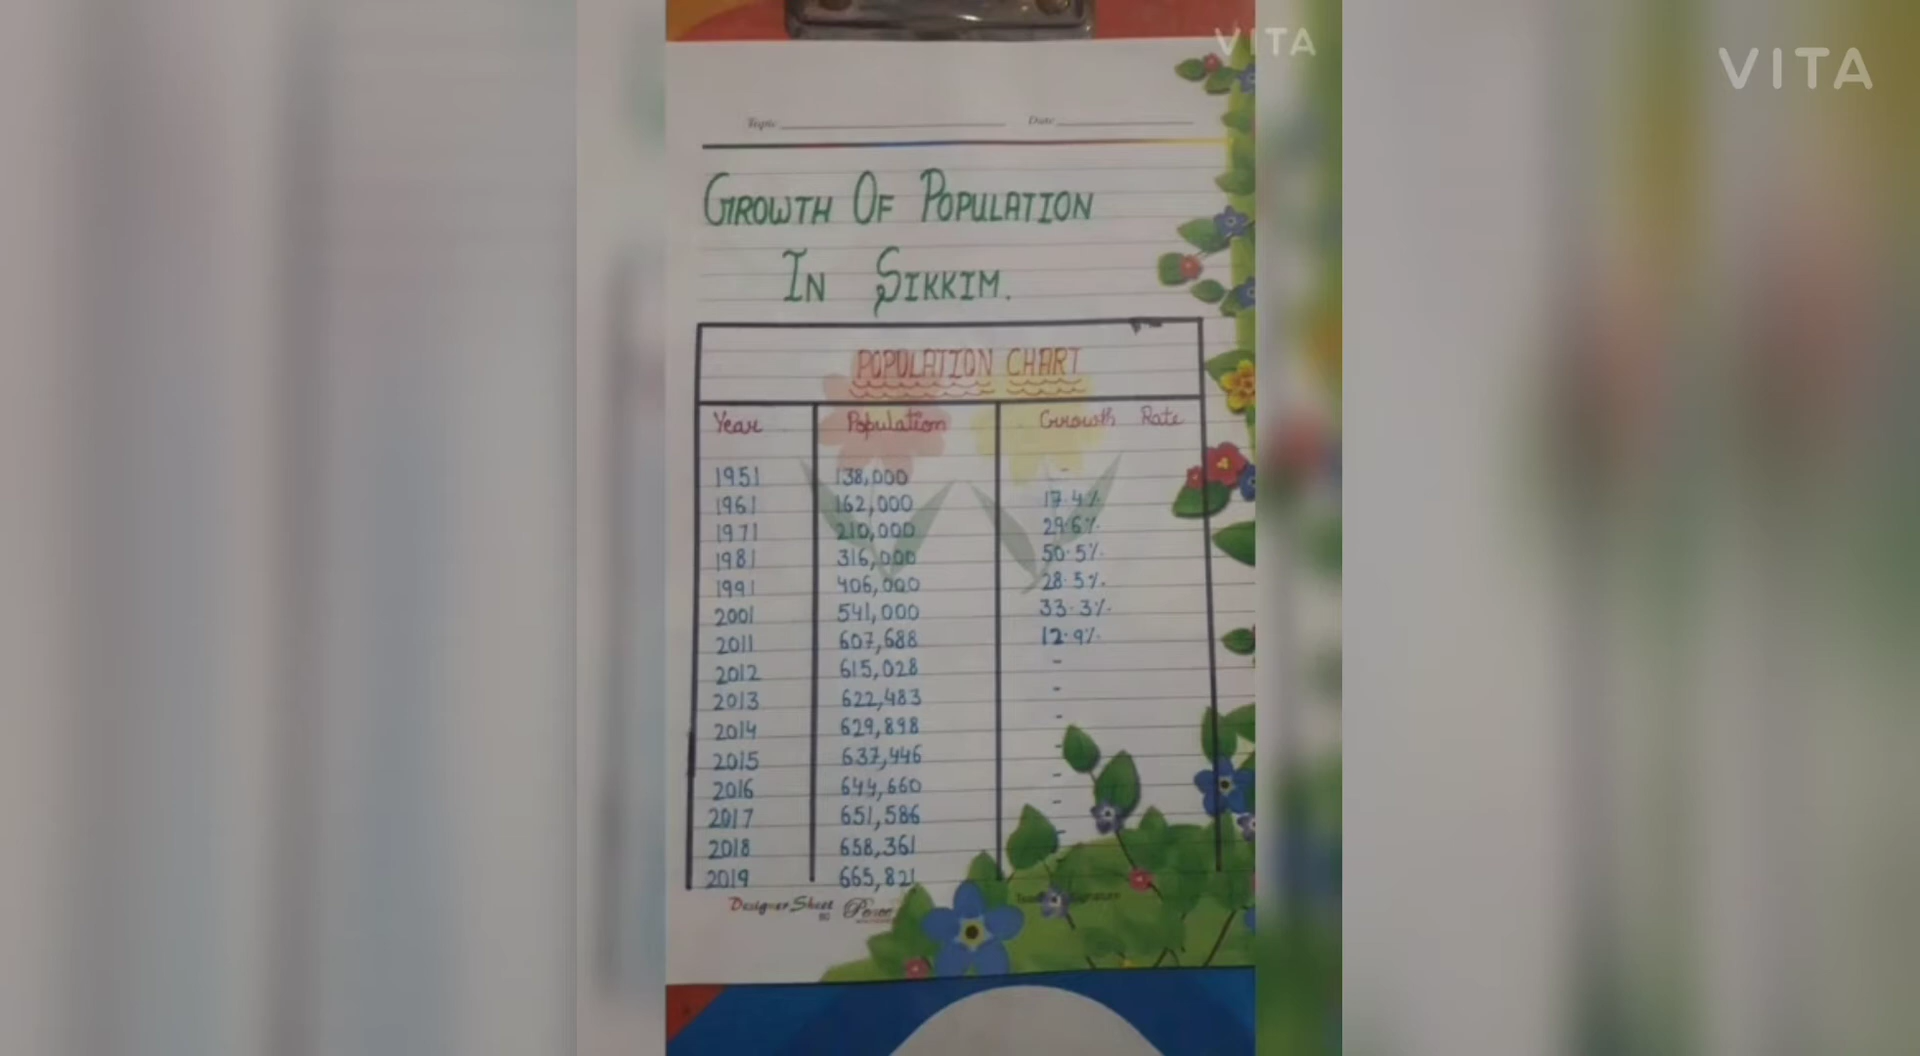 VITA
VITA
Topic Date
GROWTH OF POPULATION
IN SIKKIM.
POPULATION CHART
Year Population Growth Rate
1951 138,000 -
1961 162,000 17.4%
1971 210,000 29.6%
1981 316,000 50.5%
1991 406,000 28.5%
2001 541,000 33.3%
2011 607,688 12.9%
2012 615,028 -
2013 622,483 -
2014 629,898 -
2015 637,446 -
2016 644,660 -
2017 651,586 -
2018 658,361 -
2019 665,821
Designer Sheet